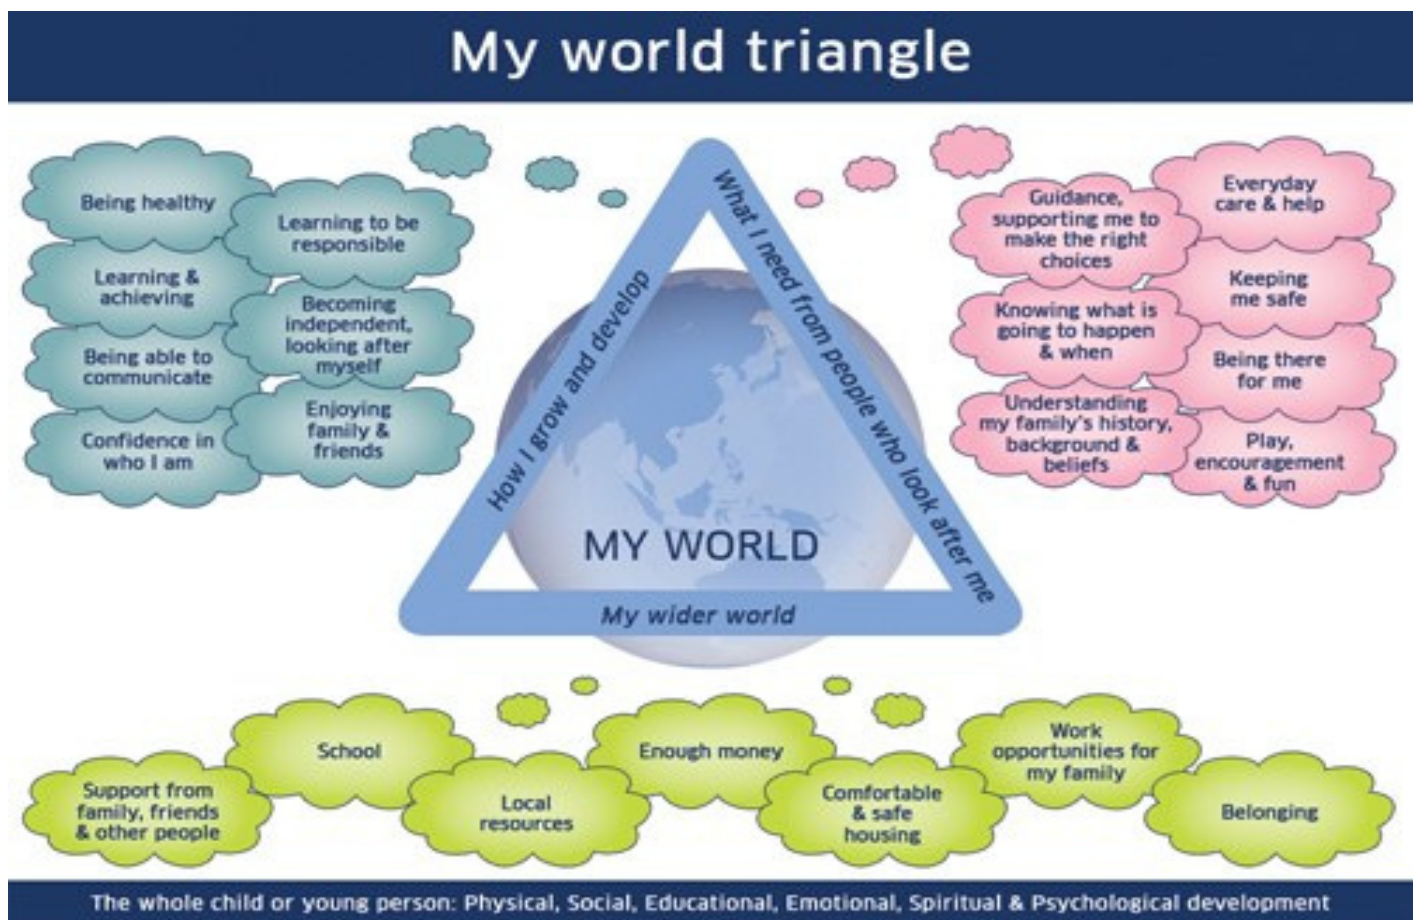 My world triangle
Being healthy
Learning to be
responsible
Learning &
achieving
Becoming
independent,
looking after
myself
Being able to
communicate
Enjoying
family &
friends
Confidence in
who I am
How I grow and develop
What I need from people who look after me
MY WORLD
My wider world
Guidance,
supporting me to
make the right
choices
Everyday
care & help
Keeping
me safe
Knowing what is
going to happen
& when
Being there
for me
Understanding
my family's history,
background &
beliefs
Play,
encouragement
& fun
Support from
family, friends
& other people
School
Local
resources
Enough money
Comfortable
& safe
housing
Work
opportunities for
my family
Belonging
The whole child or young person: Physical, Social, Educational, Emotional, Spiritual & Psychological development